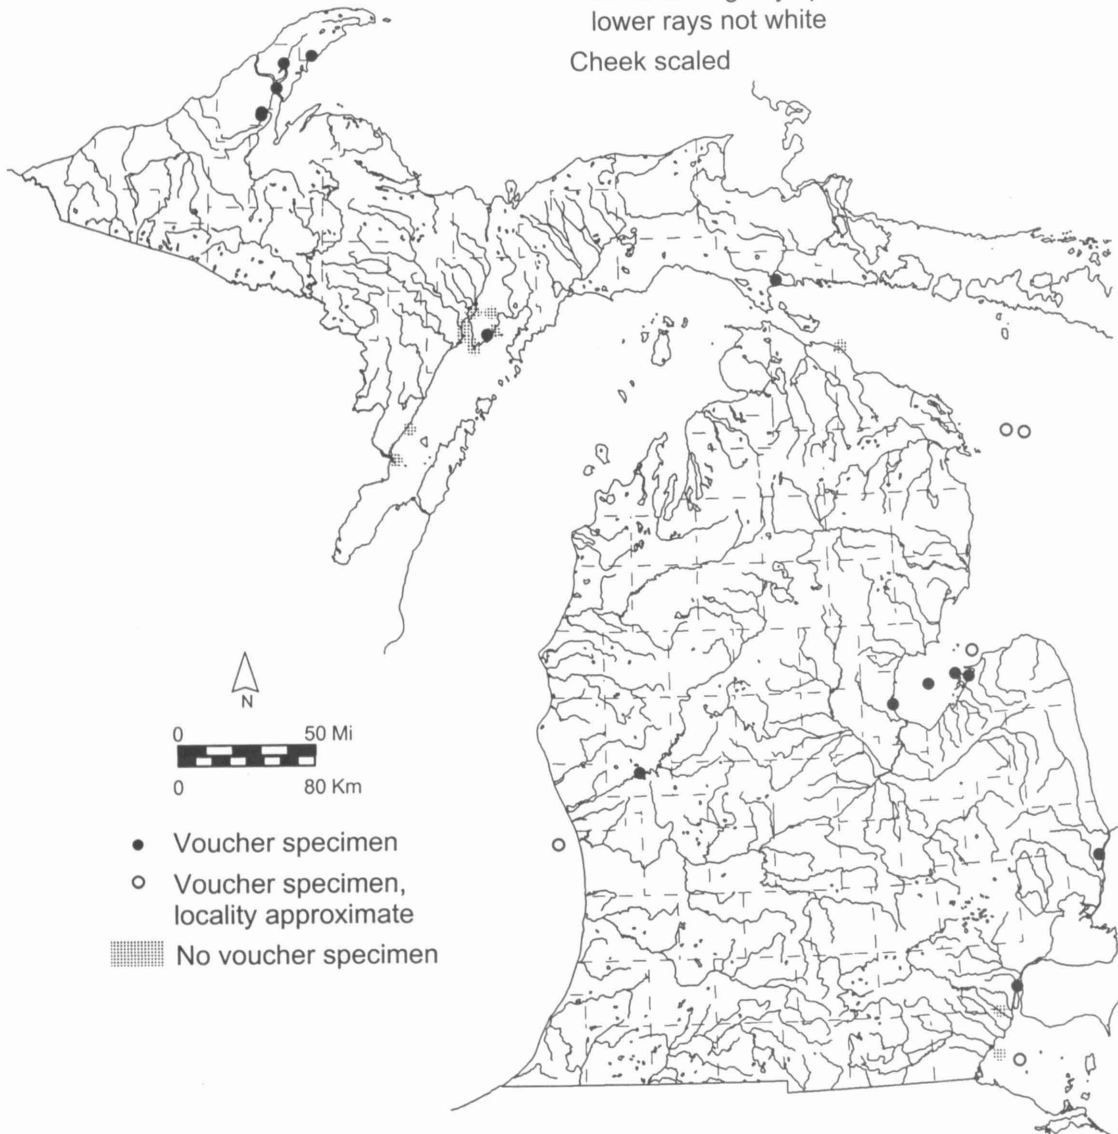 lower rays not white
Cheek scaled
N
0 50 Mi
0 80 Km
Voucher specimen
Voucher specimen,
locality approximate
No voucher specimen